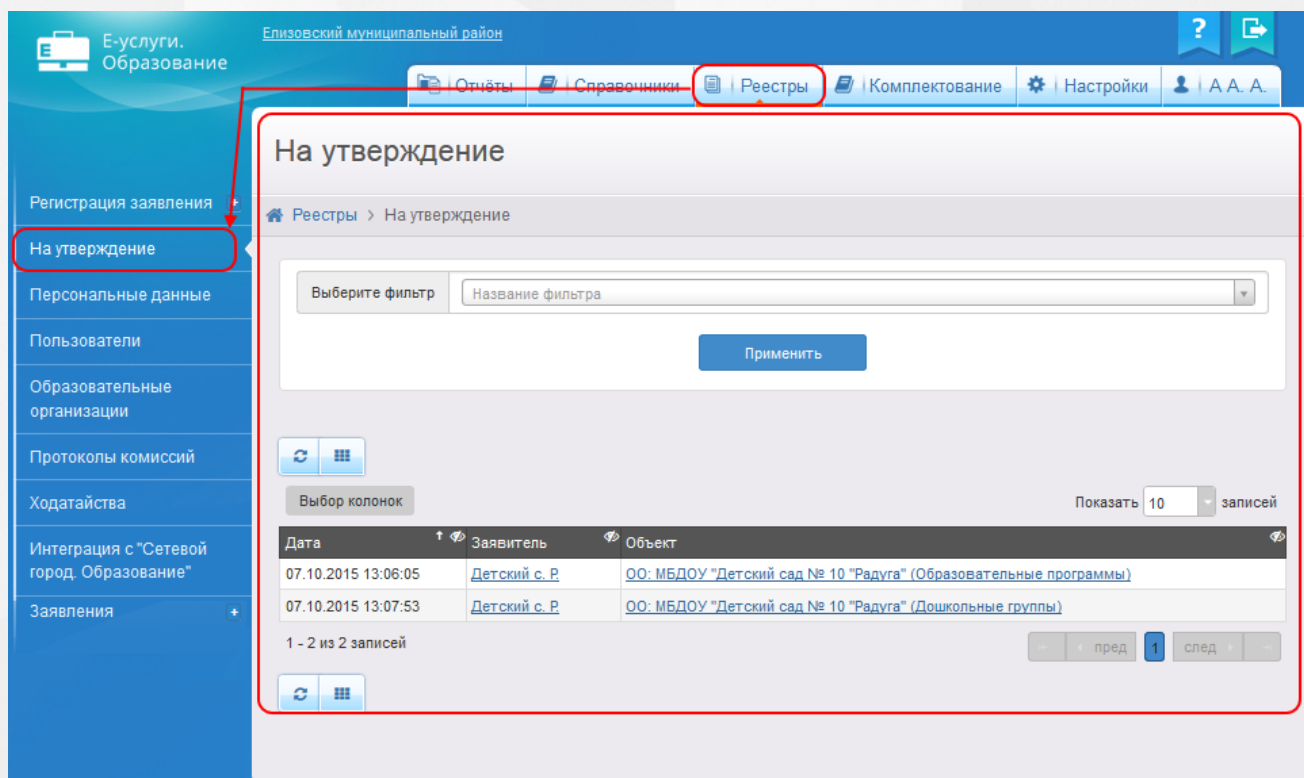 Е-услуги.
Образование
Елизовский муниципальный район
?
Отчёты
Справочники
Реестры
Комплектование
Настройки
А А. А.
На утверждение
Реестры > На утверждение
Регистрация заявления +
На утверждение
Персональные данные
Пользователи
Образовательные
организации
Протоколы комиссий
Ходатайства
Интеграция с "Сетевой
город. Образование"
Заявления +
Выберите фильтр Название фильтра
Применить
Выбор колонок
Показать 10 записей
Дата Заявитель Объект
07.10.2015 13:06:05 Детский с. Р. ОО: МБДОУ "Детский сад № 10 "Радуга" (Образовательные программы)
07.10.2015 13:07:53 Детский с. Р. ОО: МБДОУ "Детский сад № 10 "Радуга" (Дошкольные группы)
1 - 2 из 2 записей
пред 1 след